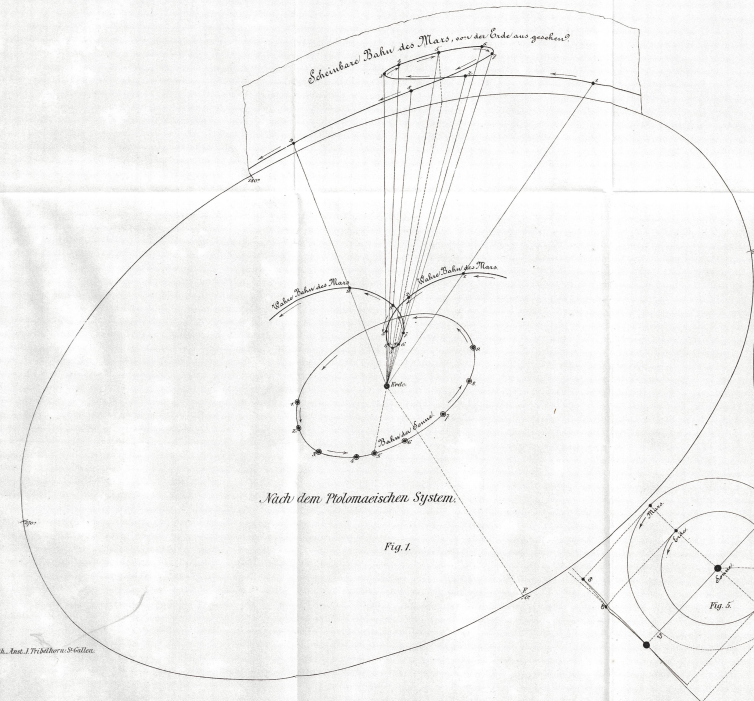 Scheinbare Bahn des Mars, von der Erde aus gesehen.
180°
Wahre Bahn des Mars
Wahre Bahn des Mars
Erde
Bahn der Sonne
Nach dem Ptolomaeischen System.
Fig. 1.
Mars
Erde
Sonne
Fig. 5.
h. Anst. J. Tribelhorn: St Gallen.